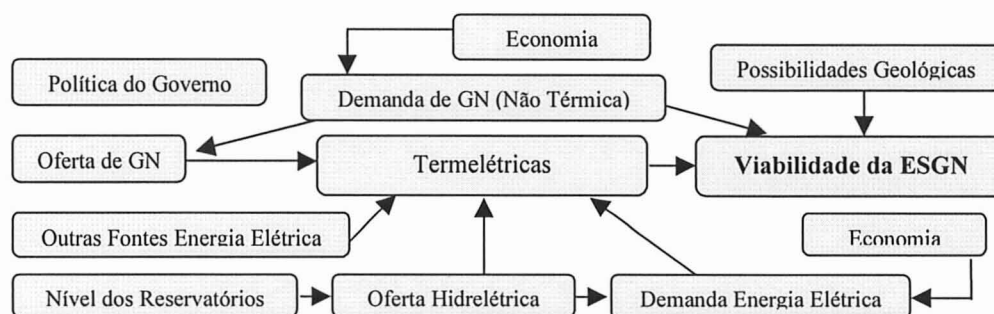 Economia
Política do Governo
Possibilidades Geológicas
Demanda de GN (Não Térmica)
Oferta de GN
Termelétricas
Viabilidade da ESGN
Outras Fontes Energia Elétrica
Economia
Nível dos Reservatórios
Oferta Hidrelétrica
Demanda Energia Elétrica